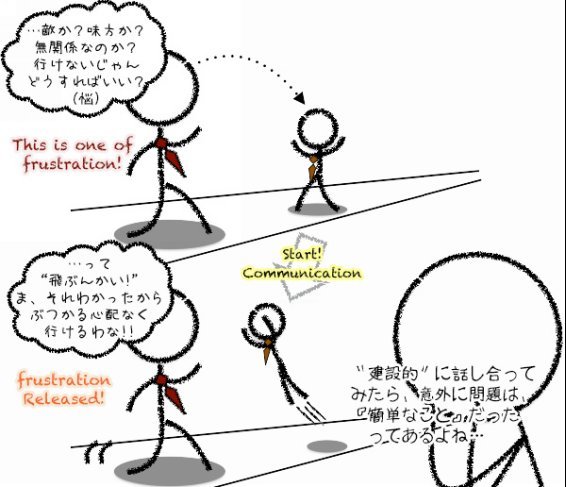 …敵か?味方か?
無関係なのか?
行けないじゃん
どうすればいい?
(悩)
This is one of
frustration!
Start!
Communication
…って
“飛ぶんかい!”
ま、それわかったから
ぶつかる心配なく
行けるわな!!
frustration
Released!
“建設的”に話し合って
みたら、意外に問題は、
『簡単なこと』だった
ってあるよね…